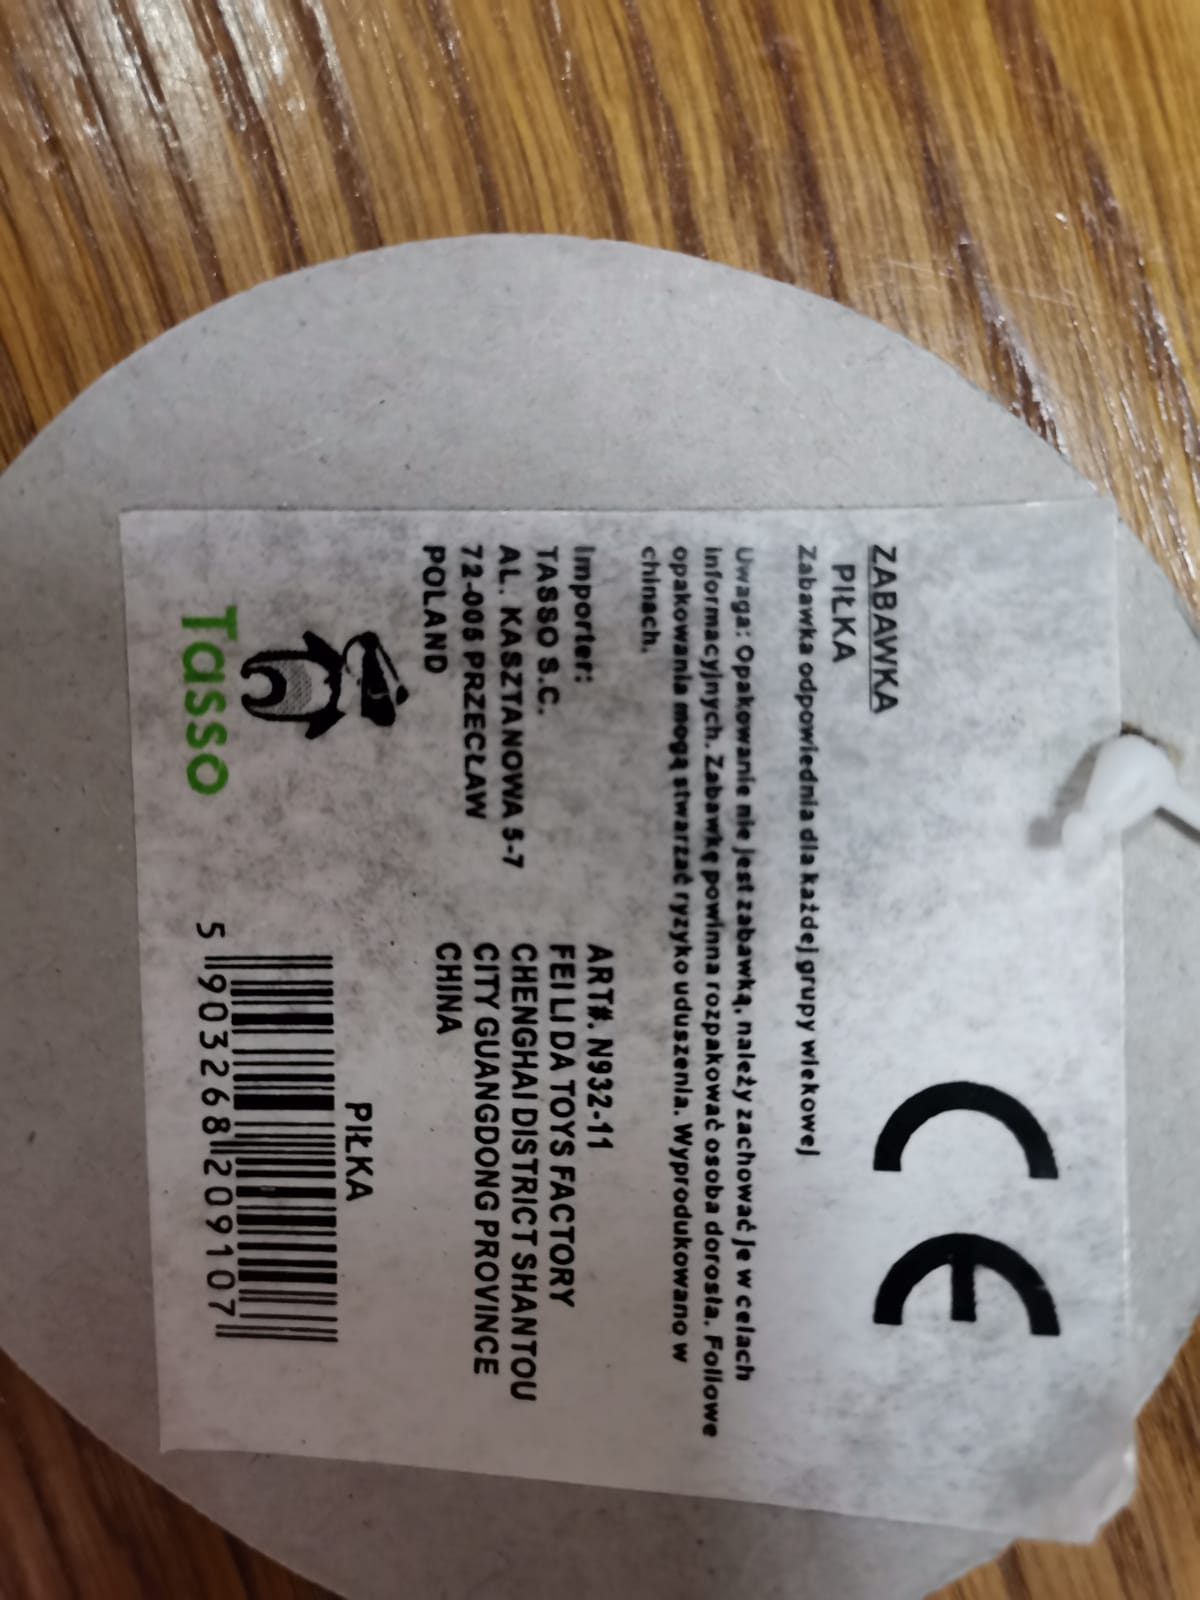 ZABAWKA
PIŁKA
Zabawka odpowiednia dla każdej grupy wiekowej
CE
Uwaga: Opakowanie nie jest zabawką, należy zachować je w celach
informacyjnych. Zabawkę powinna rozpakować osoba dorosła. Foliowe
opakowania mogą stwarzać ryzyko uduszenia. Wyprodukowano w
chinach.
Importer:
TASSO S.C.
AL. KASZTANOWA 5-7
72-005 PRZECŁAW
POLAND
ART#. N932-11
FEI LI DA TOYS FACTORY
CHENGHAI DISTRICT SHANTOU
CITY GUANGDONG PROVINCE
CHINA
Tasso
PIŁKA
5 903268 209107